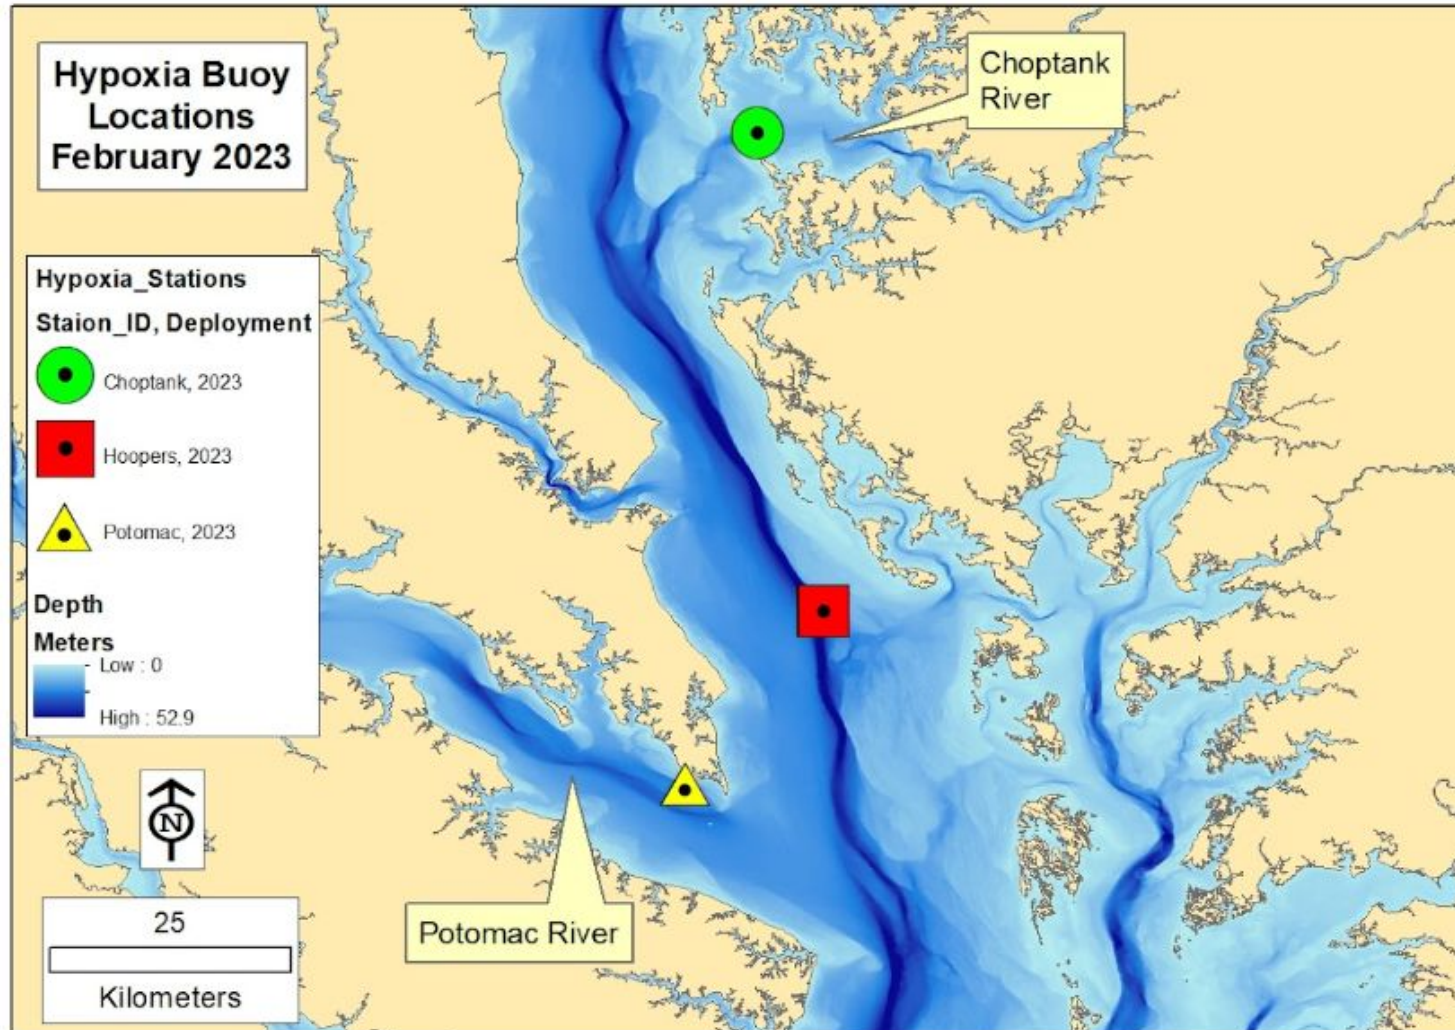 Hypoxia Buoy
Locations
February 2023
Choptank
River
Hypoxia_Stations
Staion_ID, Deployment
Choptank, 2023
Hoopers, 2023
Potomac, 2023
Depth
Meters
Low : 0
High : 52.9
N
25
Kilometers
Potomac River